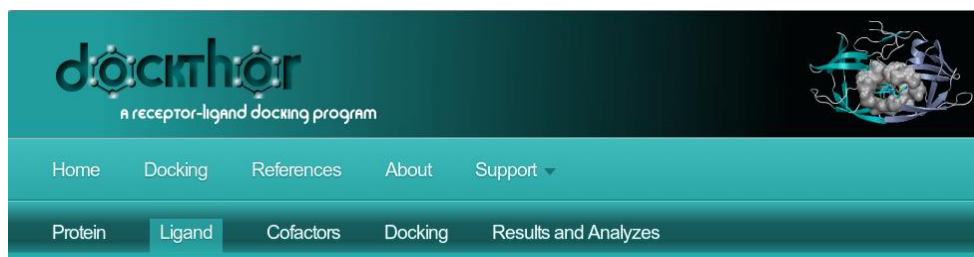 dockthor
A receptor-ligand docking program
Home Docking References About Support
Protein Ligand Cofactors Docking Results and Analyzes